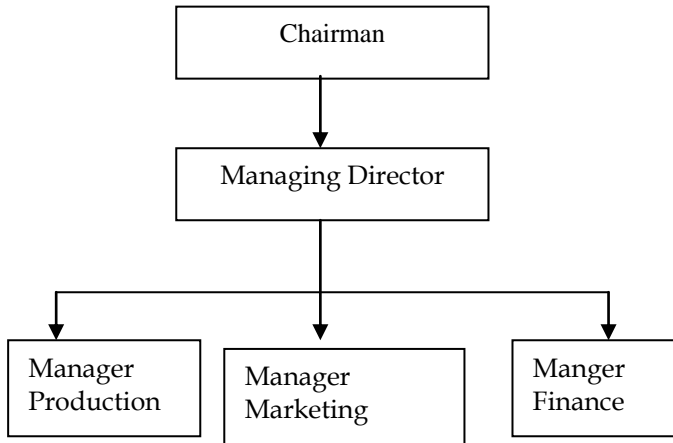 Chairman
Managing Director
Manager
Production
Manager
Marketing
Manger
Finance